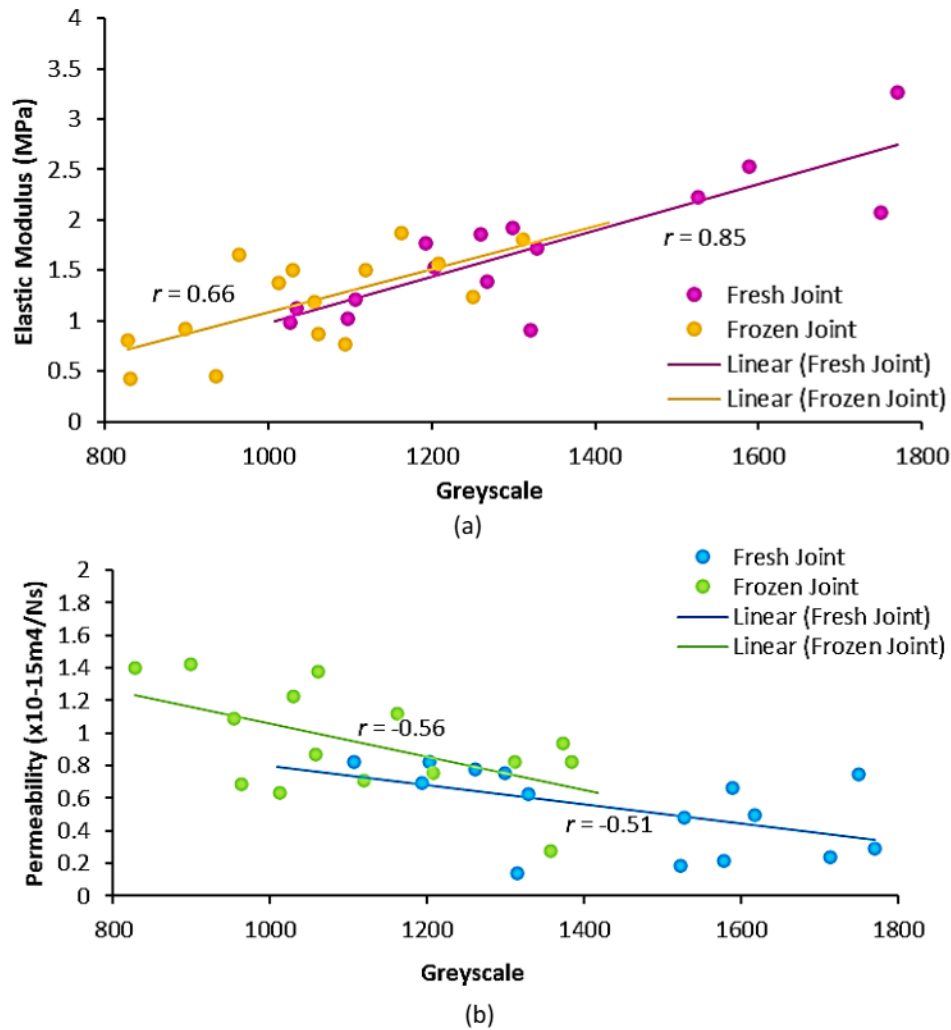 Elastic Modulus (MPa)
4
3.5
3
2.5
2
1.5
1
0.5
0
r = 0.66
r = 0.85
Fresh Joint
Frozen Joint
Linear (Fresh Joint)
Linear (Frozen Joint)
800 1000 1200 1400 1600 1800
Greyscale
(a)
Fresh Joint
Frozen Joint
Linear (Fresh Joint)
Linear (Frozen Joint)
Permeability (x10-15m4/Ns)
2
1.8
1.6
1.4
1.2
1
0.8
0.6
0.4
0.2
0
r = -0.56
r = -0.51
800 1000 1200 1400 1600 1800
Greyscale
(b)